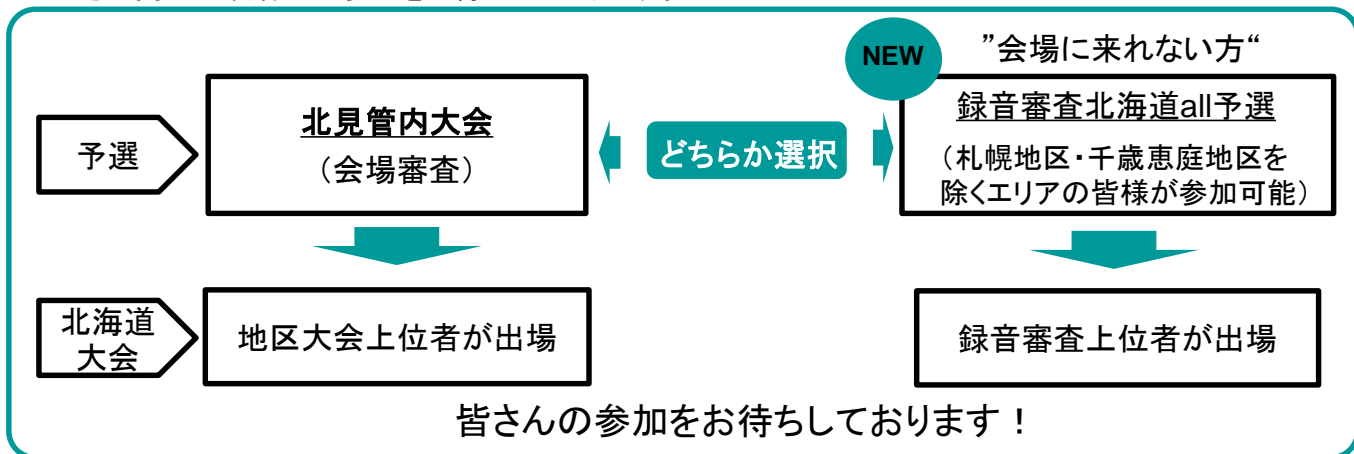 NEW
”会場に来れない方“
予選
北見管内大会
（会場審査）
どちらか選択
録音審査北海道all予選
（札幌地区・千歳恵庭地区を
除くエリアの皆様が参加可能）
北海道
大会
地区大会上位者が出場
録音審査上位者が出場
皆さんの参加をお待ちしております！